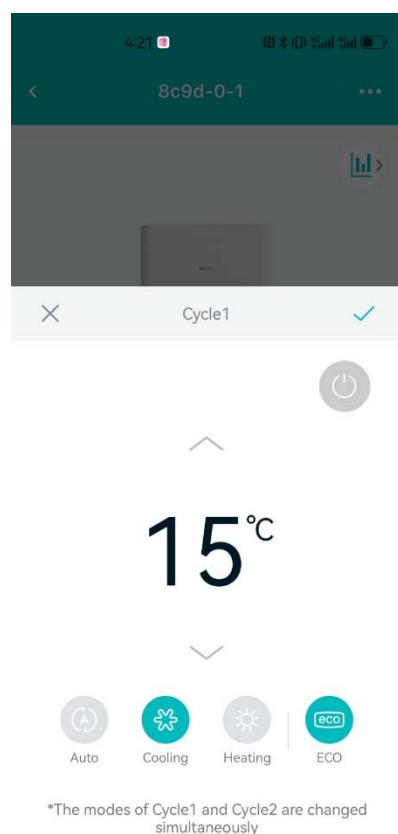 4:21
8c9d-0-1
Cycle1
15°C
Auto
Cooling
eco
Heating
ECO
*The modes of Cycle1 and Cycle2 are changed
simultaneously